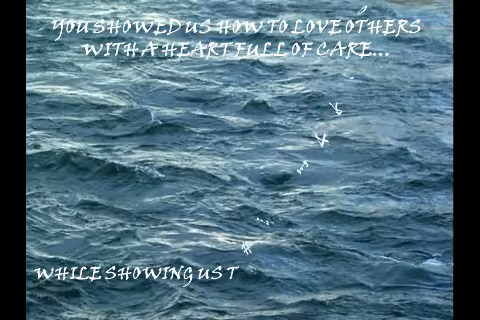 YOU SHOWED US HOW TO LOVE OTHERS
WITH A HEART FULL OF CARE...
WHILE SHOWING US T